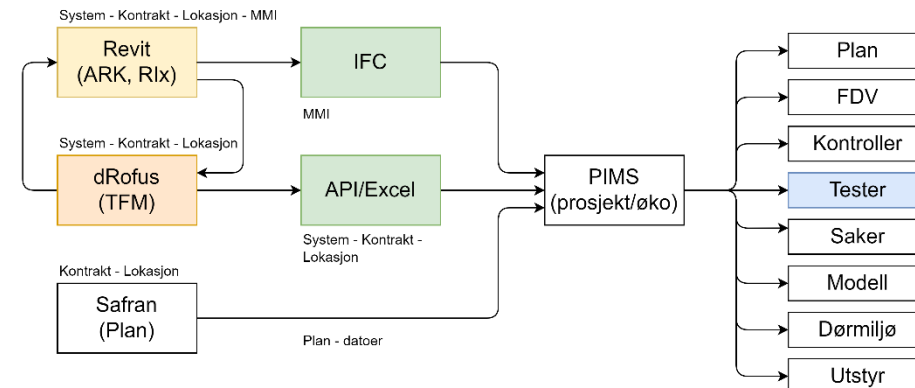 System - Kontrakt - Lokasjon - MMI
Revit
(ARK, RIx)
IFC
MMI
System - Kontrakt - Lokasjon
dRofus
(TFM)
API/Excel
System - Kontrakt -
Lokasjon
Kontrakt - Lokasjon
Safran
(Plan)
Plan - datoer
PIMS
(prosjekt/øko)
Plan
FDV
Kontroller
Tester
Saker
Modell
Dørmiljø
Utstyr